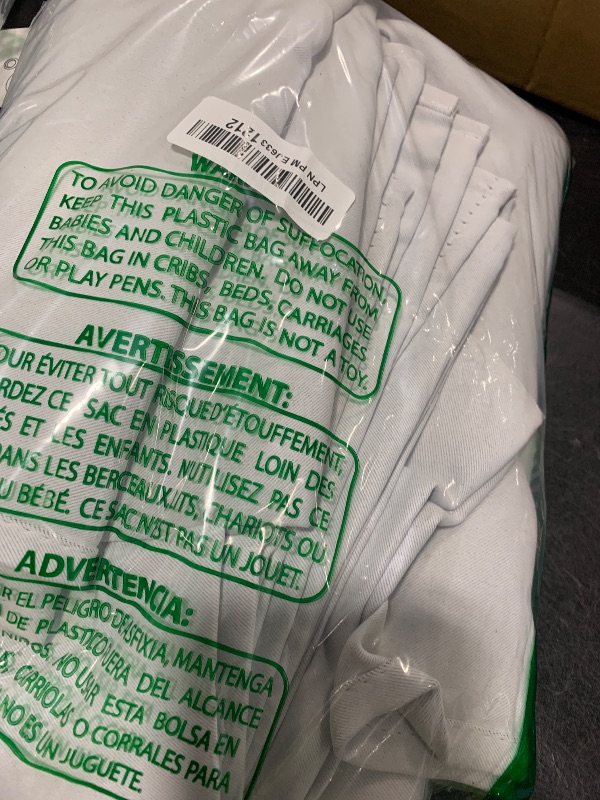 LPN PM
TO AVOID DANGER OF SUFFOCATION,
KEEP THIS PLASTIC BAG AWAY FROM
BABIES AND CHILDREN. DO NOT USE
THIS BAG IN CRIBS, BEDS, CARRIAGES
OR PLAY PENS. THIS BAG IS NOT A TOY.
AVERTISSEMENT:
OUR ÉVITER TOUT RISQUE D'ÉTOUFFEMENT,
RDEZ CE SAC EN PLASTIQUE LOIN DES
ÉS ET LES ENFANTS. N'UTILISEZ PAS CE
DANS LES BERCEAUX, LITS, CHARIOTS OU
U BÉBÉ. CE SAC N'IST PAS UN JOUET.
ADVERTENCIA:
R EL PELIGRO DE ASFIXIA, MANTENGA
DE PLASTICO FUERA DEL ALCANCE
NIÑOS. NO USAR ESTA BOLSA EN
O CORRALES PARA
NO ES UN JUGUETE.